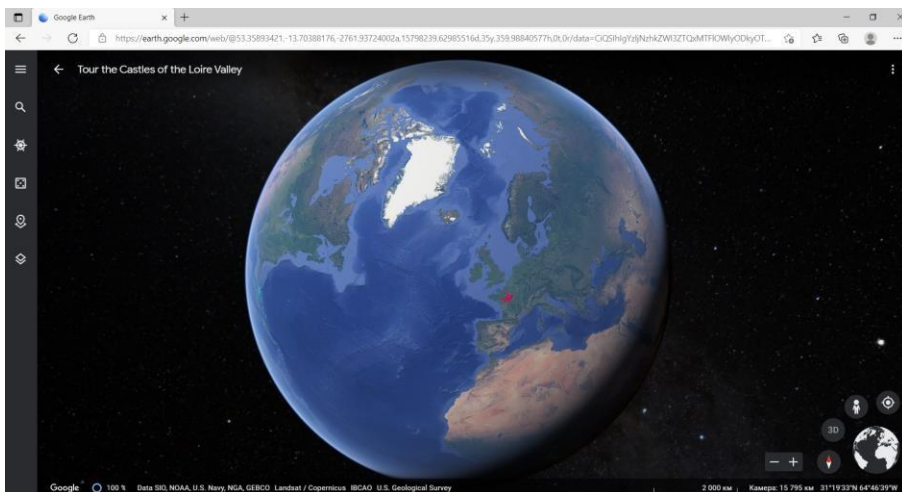 Google Earth
https://earth.google.com/web/@53.35893421,-13.70388176,-2761.93724002a,15798239.62985516d,35y,359.98840577h,0t,0r/data=
Tour the Castles of the Loire Valley
3D
Google 100 % Data SIO, NOAA, U.S. Navy, NGA, GEBCO Landsat / Copernicus IBCAO U.S. Geological Survey 2 000 км Камера: 15 795 км 31°19'33"N 64°46'39"W